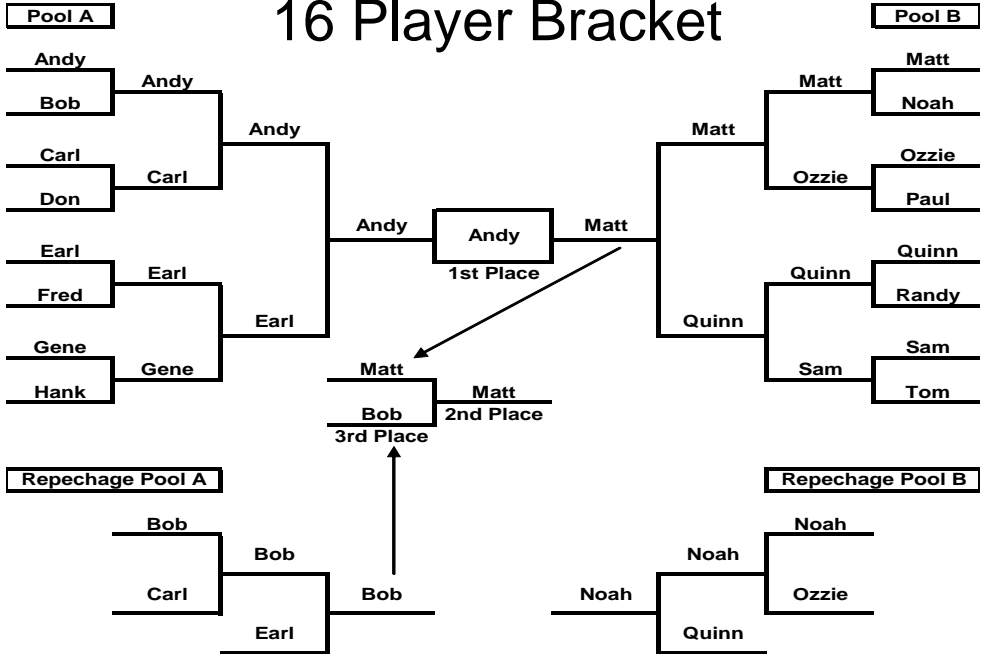 16 Player Bracket
Pool A
Pool B
Andy
Bob
Carl
Don
Earl
Fred
Gene
Hank
Andy
Carl
Earl
Gene
Andy
Earl
Andy
Andy
1st Place
Matt
Matt
Quinn
Matt
Ozzie
Quinn
Sam
Matt
Noah
Ozzie
Paul
Quinn
Randy
Sam
Tom
Matt
Bob
3rd Place
Matt
2nd Place
Repechage Pool A
Bob
Carl
Bob
Earl
Bob
Repechage Pool B
Noah
Ozzie
Noah
Quinn
Noah